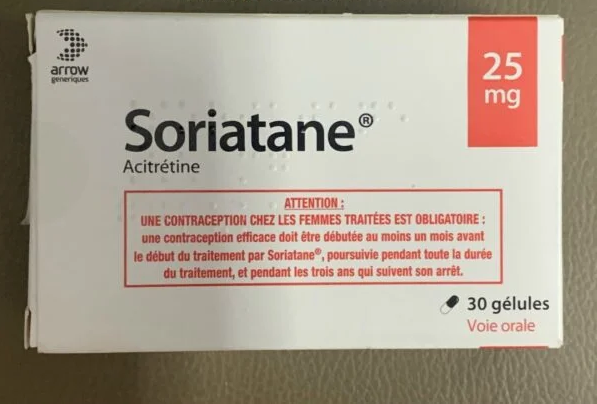 arrow
generiques
25
mg
Soriatane®
Acitrétine
ATTENTION :
UNE CONTRACEPTION CHEZ LES FEMMES TRAITÉES EST OBLIGATOIRE :
une contraception efficace doit être débutée au moins un mois avant
le début du traitement par Soriatane®, poursuivie pendant toute la durée
du traitement, et pendant les trois ans qui suivent son arrêt.
30 gélules
Voie orale